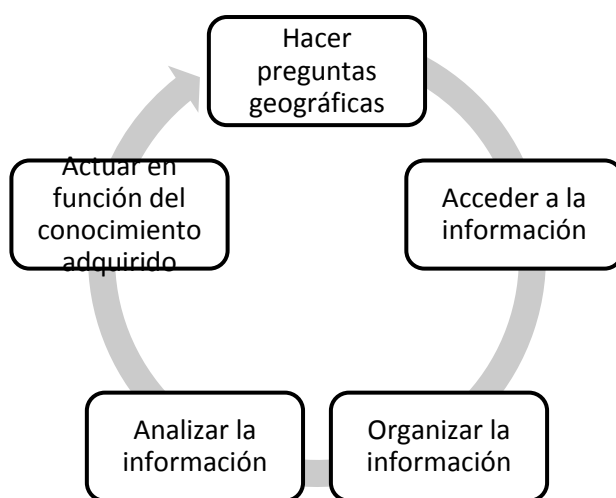 Hacer
preguntas
geográficas
Acceder a la
información
Organizar la
información
Analizar la
información
Actuar en
función del
conocimiento
adquirido